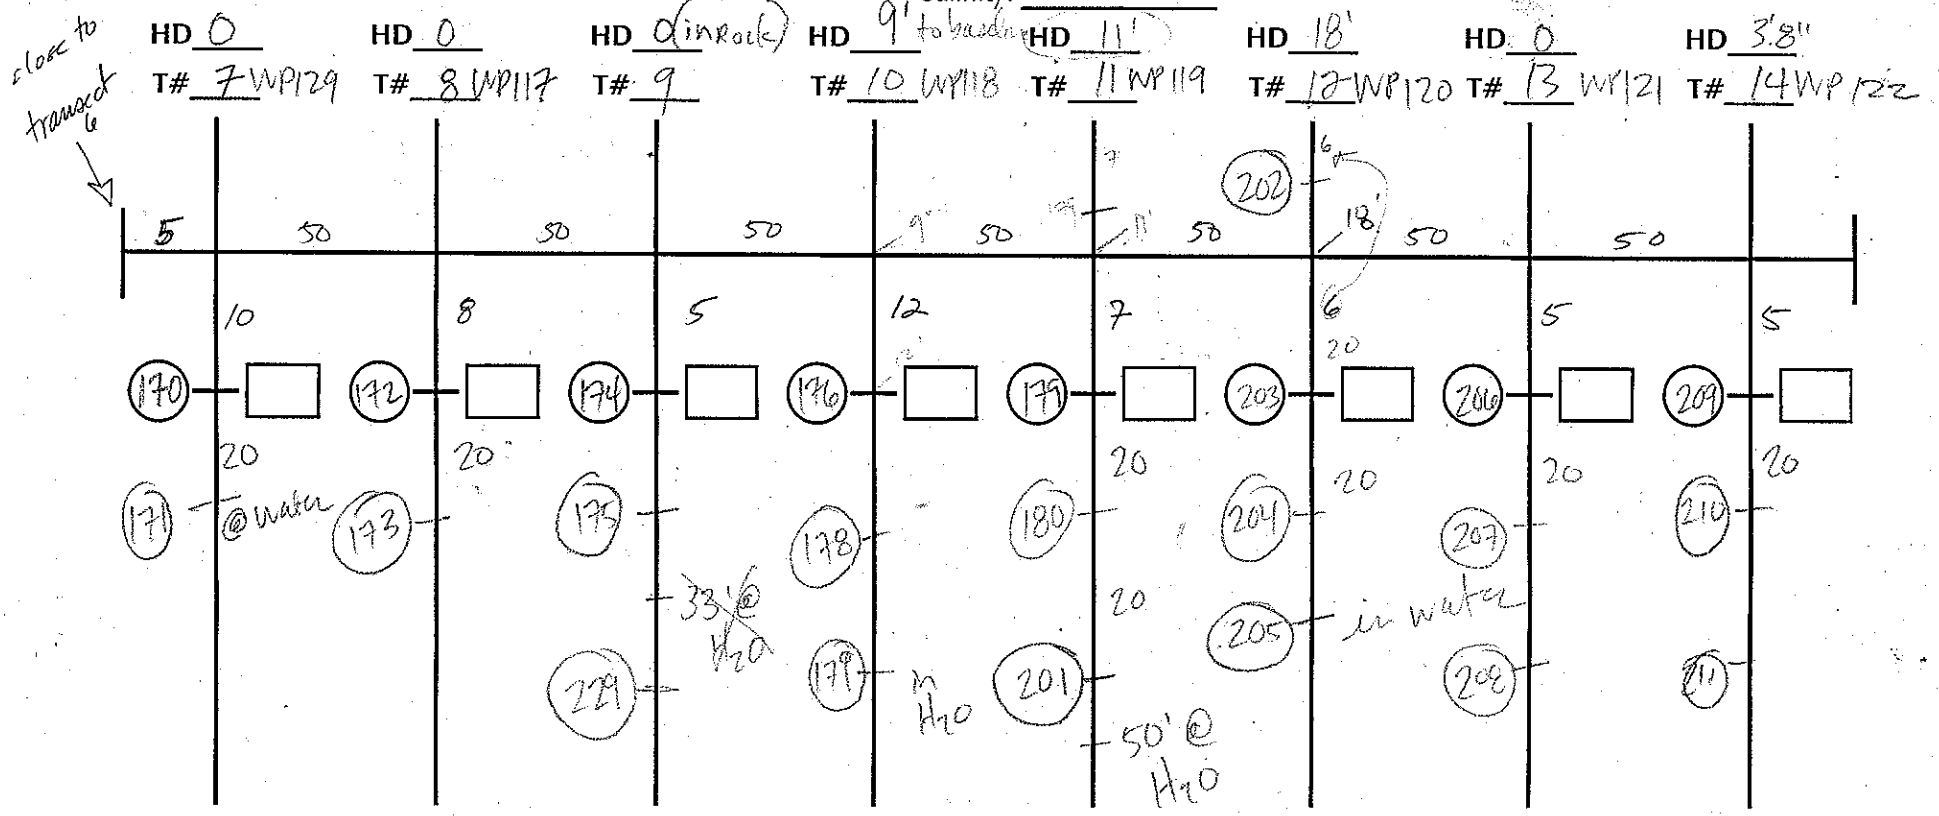 close to
transect
6
HD 0 HD 0 HD 0 (in Rock) HD 9' to baseline HD 11' HD 18' HD 0 HD 3'8"
T# 7 WP129 T# 8 WP117 T# 9 T# 10 WP118 T# 11 WP119 T# 12 WP120 T# 13 WP121 T# 14 WP122
7 6
202
5 50 50 50 9' 50 11' 50 18' 50 50
10 8 5 12 7 6 5 5
12' 20
170 172 174 176 179 203 206 209
20 20 20 20 20 20
171 @ water 173 175 178 180 204 207 210
33' @ H2O 20
179 in H2O 201 205 in water 208 211
229
50' @
H2O